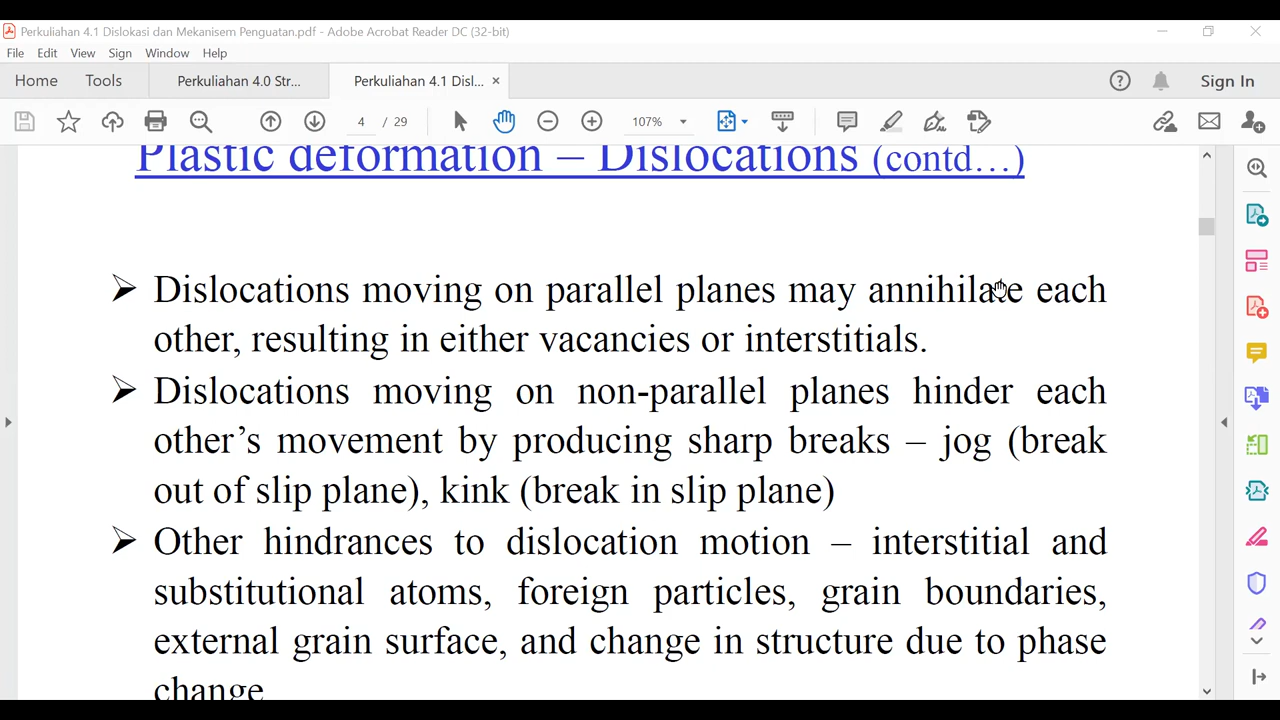 Perkuliahan 4.1 Dislokasi dan Mekanisem Penguatan.pdf - Adobe Acrobat Reader DC (32-bit)
File Edit View Sign Window Help
Home Tools Perkuliahan 4.0 Str... Perkuliahan 4.1 Disl... × Sign In
4 / 29 107%
Plastic deformation – Dislocations (contd…)
➢ Dislocations moving on parallel planes may annihilate each
other, resulting in either vacancies or interstitials.
➢ Dislocations moving on non-parallel planes hinder each
other’s movement by producing sharp breaks – jog (break
out of slip plane), kink (break in slip plane)
➢ Other hindrances to dislocation motion – interstitial and
substitutional atoms, foreign particles, grain boundaries,
external grain surface, and change in structure due to phase
change